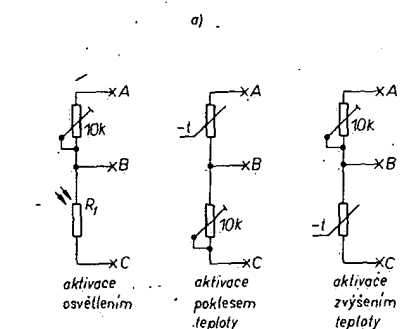 a)
A
A
A
10k
-t
10k
B
B
B
R₁
10k
-t
C
C
C
aktivace
osvětlením
aktivace
poklesem
teploty
aktivace
zvýšením
teploty